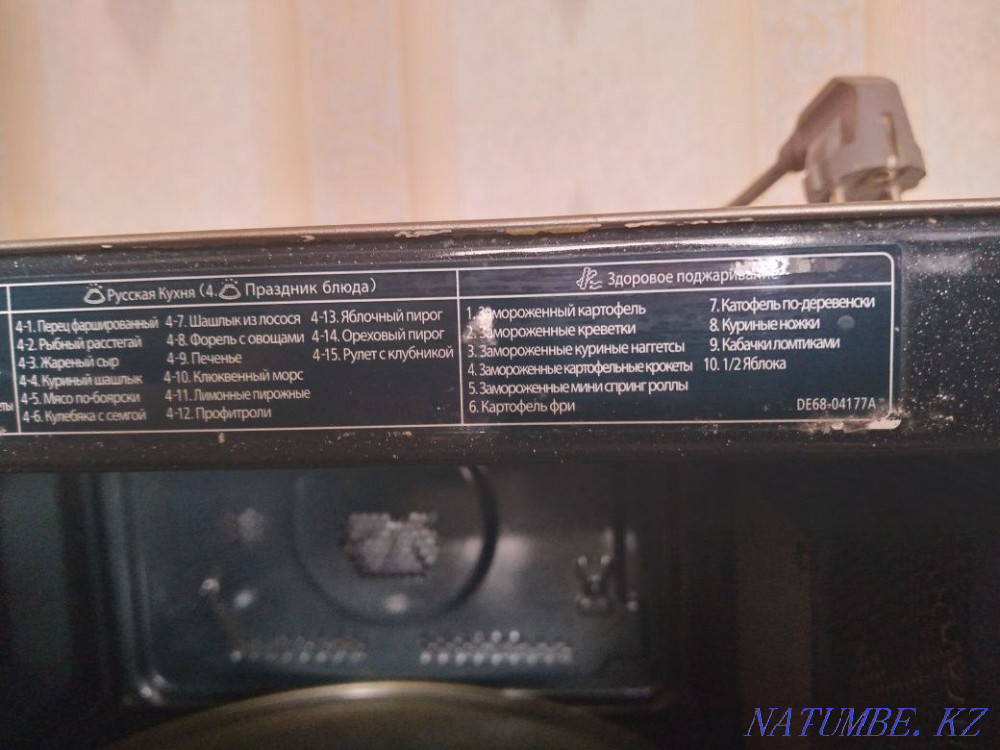 Русская Кухня (4. Праздник блюда)
4-1. Перец фаршированный
4-2. Рыбный расстегай
4-3. Жареный сыр
4-4. Куриный шашлык
4-5. Мясо по-боярски
4-6. Кулебяка с семгой
4-7. Шашлык из лосося
4-8. Форель с овощами
4-9. Печенье
4-10. Клюквенный морс
4-11. Лимонные пирожные
4-12. Профитроли
4-13. Яблочный пирог
4-14. Ореховый пирог
4-15. Рулет с клубникой
Здоровое поджаривание
1. Замороженный картофель
2. Замороженные креветки
3. Замороженные куриные наггетсы
4. Замороженные картофельные крокеты
5. Замороженные мини спринг роллы
6. Картофель фри
7. Катофель по-деревенски
8. Куриные ножки
9. Кабачки ломтиками
10. 1/2 Яблока
DE68-04177A
NATUMBE. KZ